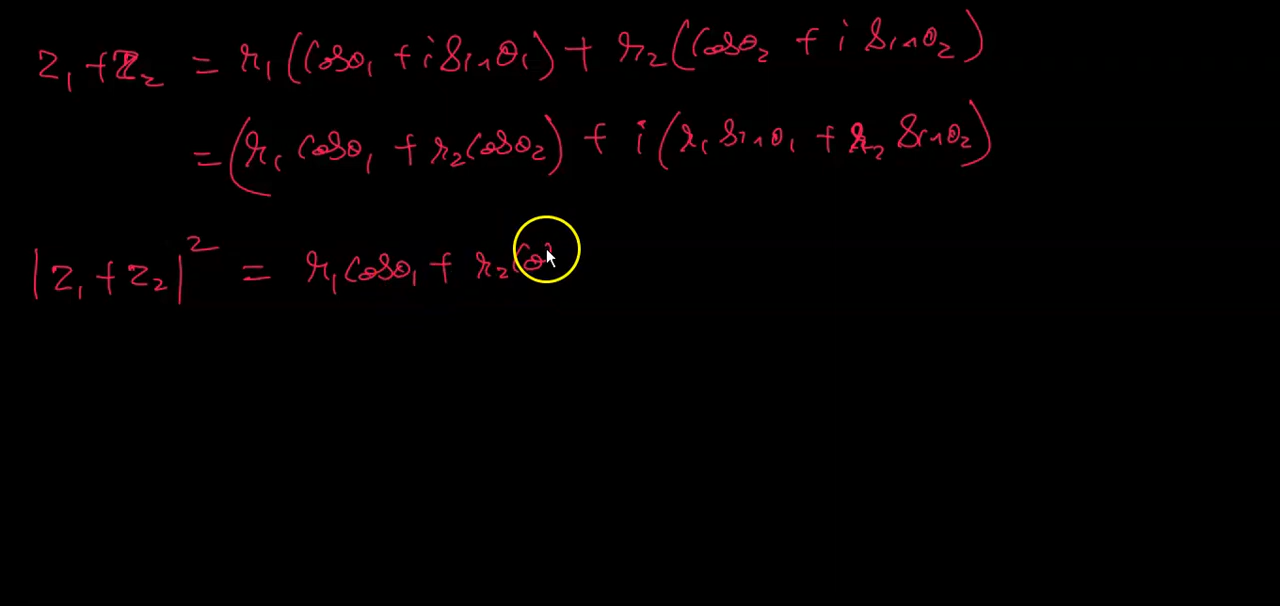 z₁ + z₂ = r₁(Cosθ₁ + i Sinθ₁) + r₂(Cosθ₂ + i Sinθ₂)
= (r₁ Cosθ₁ + r₂ Cosθ₂) + i(r₁ Sinθ₁ + r₂ Sinθ₂)
|z₁ + z₂|² = r₁ Cosθ₁ + r₂ Cos